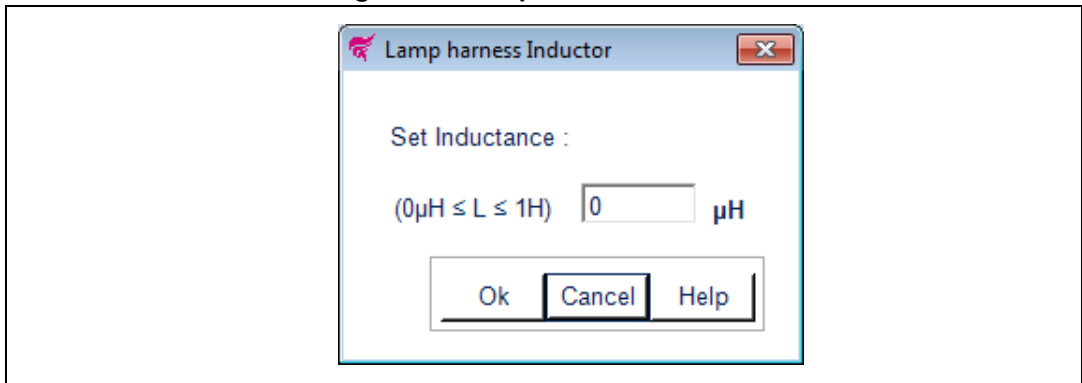 Lamp harness Inductor
Set Inductance :
(0µH ≤ L ≤ 1H) 0 µH
Ok Cancel Help